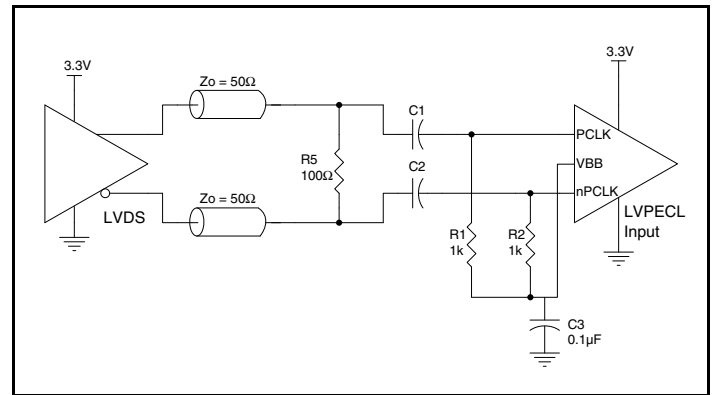 3.3V
3.3V
Zo = 50Ω
C1
PCLK
R5
100Ω
VBB
C2
nPCLK
Zo = 50Ω
LVDS
LVPECL
Input
R1
1k
R2
1k
C3
0.1µF